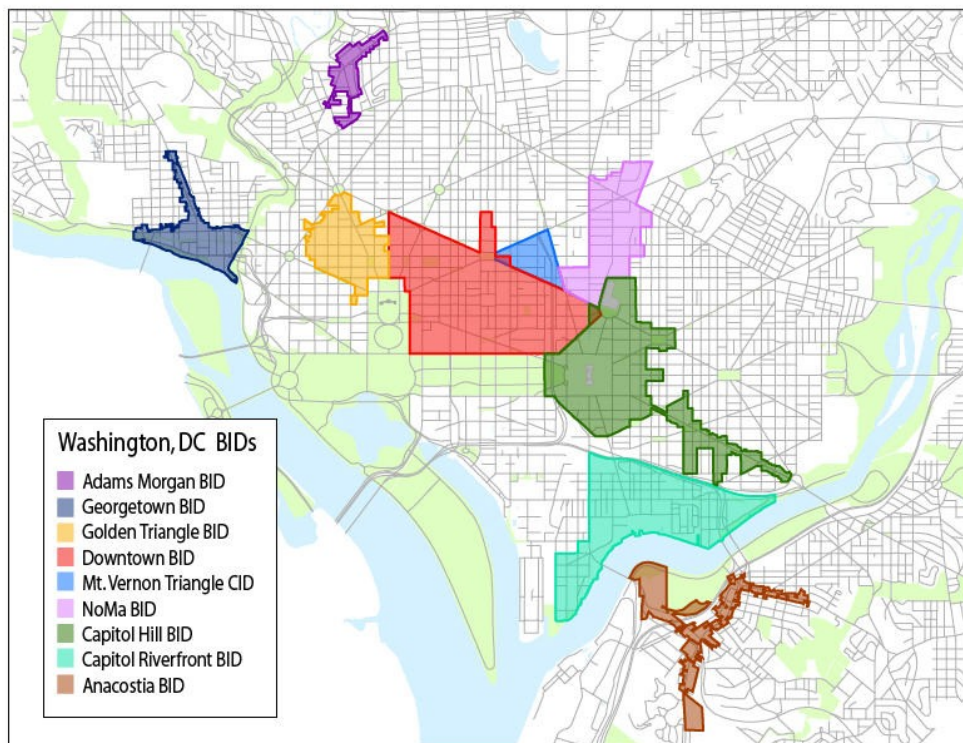 Washington, DC BIDs
Adams Morgan BID
Georgetown BID
Golden Triangle BID
Downtown BID
Mt. Vernon Triangle CID
NoMa BID
Capitol Hill BID
Capitol Riverfront BID
Anacostia BID